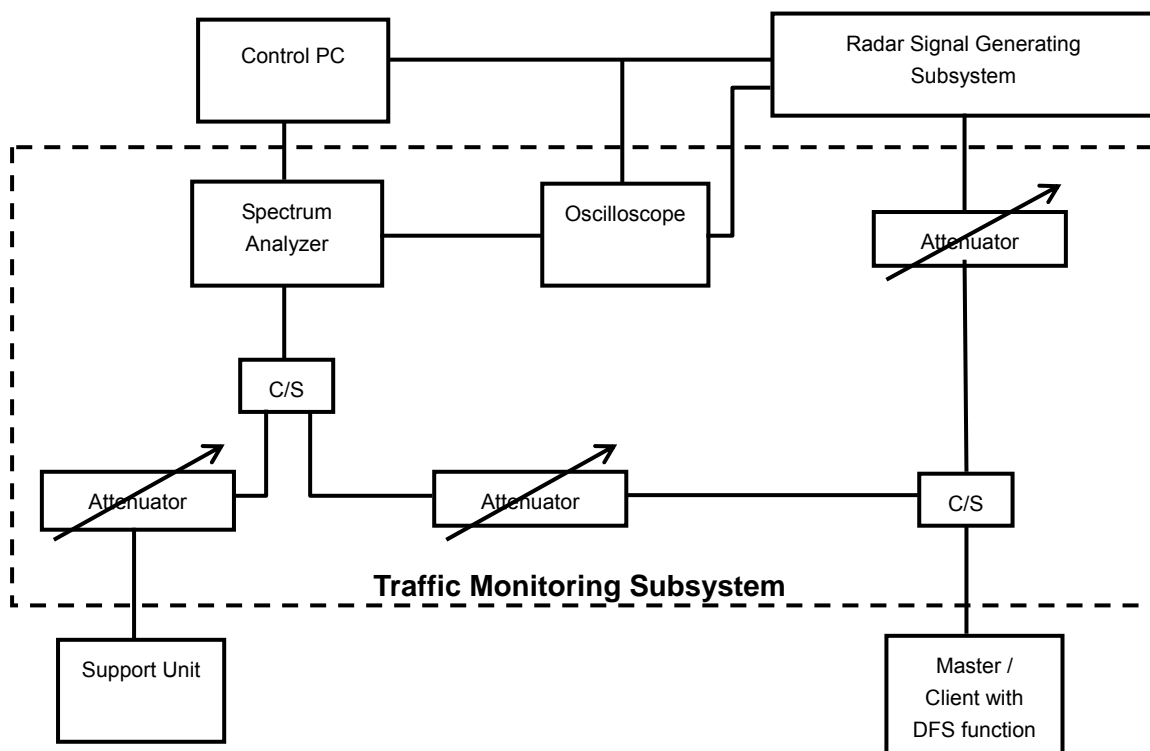 Control PC
Radar Signal Generating
Subsystem
Spectrum
Analyzer
Oscilloscope
Attenuator
C/S
Attenuator
Attenuator
C/S
Traffic Monitoring Subsystem
Support Unit
Master /
Client with
DFS function